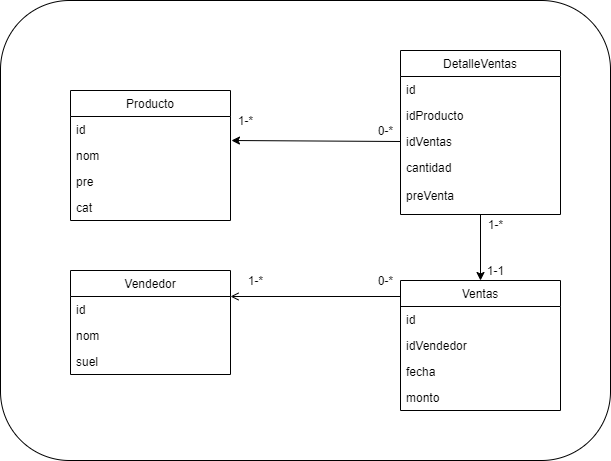 DetalleVentas
id
idProducto
idVentas
cantidad
preVenta
Producto
id
nom
pre
cat
1-*
0-*
1-*
1-1
Vendedor
id
nom
suel
1-*
0-*
Ventas
id
idVendedor
fecha
monto